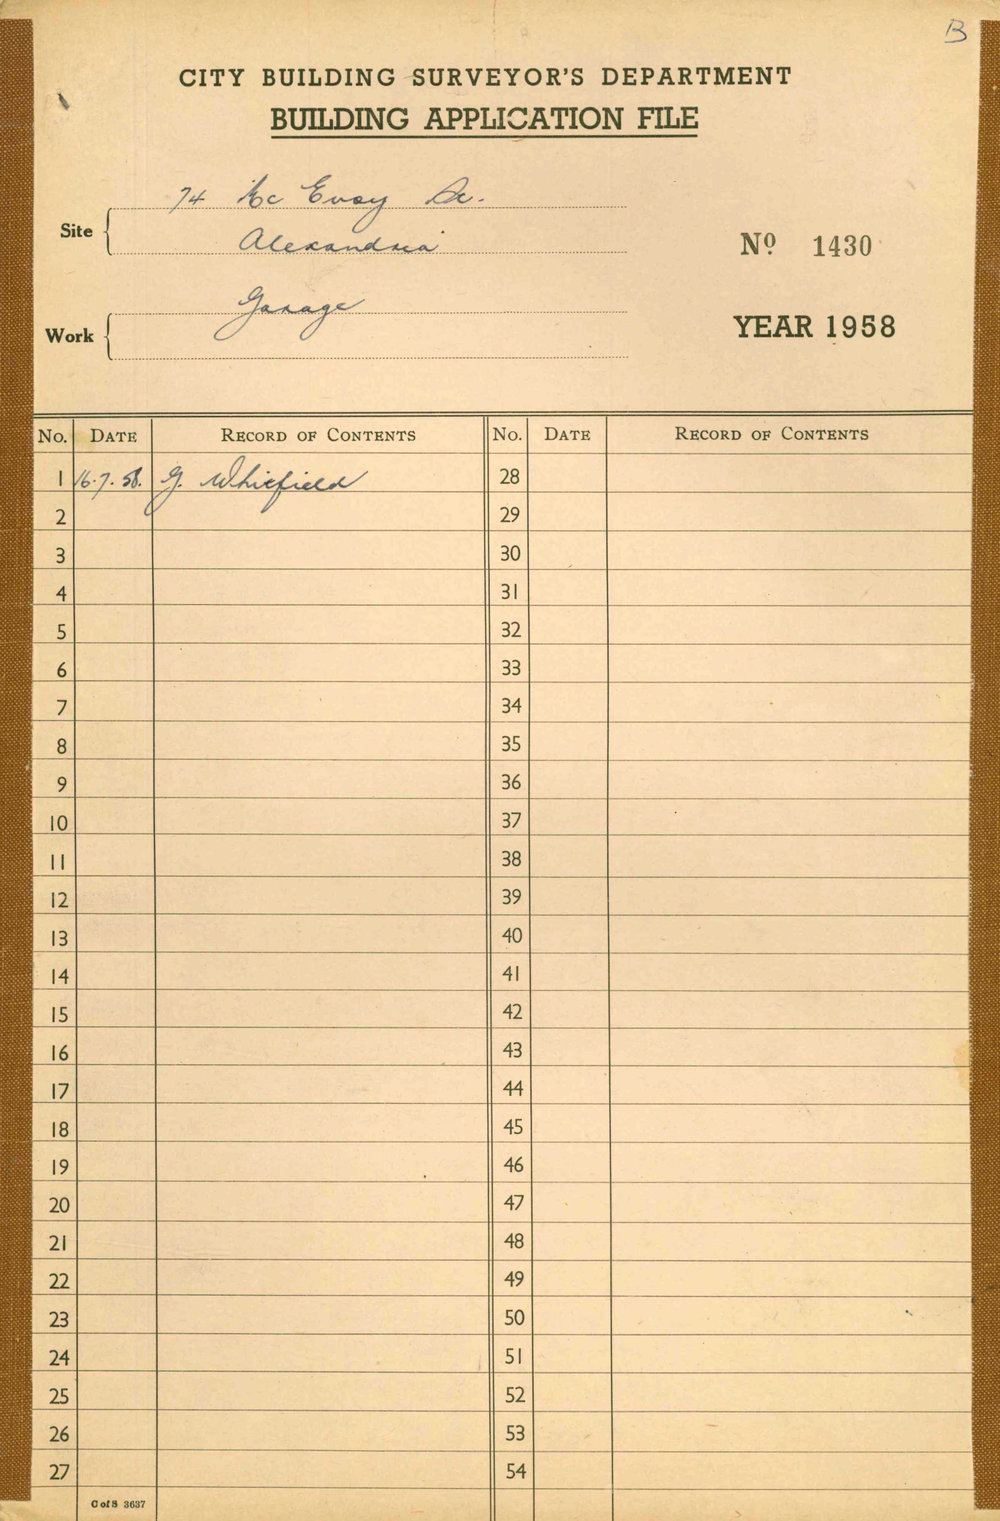 B
CITY BUILDING SURVEYOR'S DEPARTMENT
BUILDING APPLICATION FILE
Site
74 Mc Evoy St.
Alexandria
Nº 1430
Work
Garage
YEAR 1958
No. DATE RECORD OF CONTENTS No. DATE RECORD OF CONTENTS
1 16.7.58. G. Whitfield 28
2 29
3 30
4 31
5 32
6 33
7 34
8 35
9 36
10 37
11 38
12 39
13 40
14 41
15 42
16 43
17 44
18 45
19 46
20 47
21 48
22 49
23 50
24 51
25 52
26 53
27 54
C of S 3637